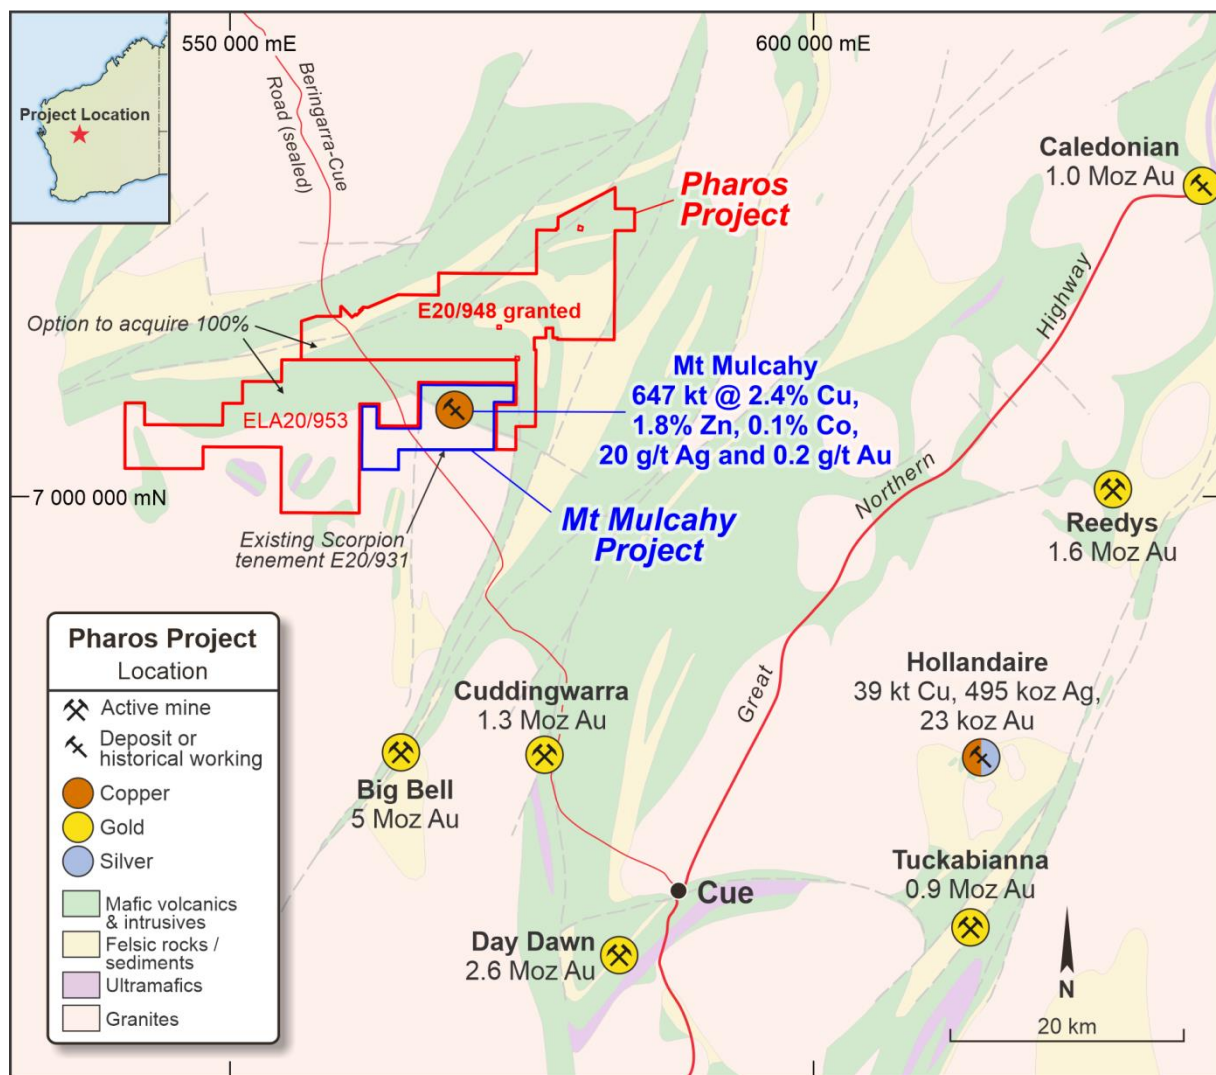 550 000 mE
600 000 mE
Project Location
Beringarra-Cue
Road (sealed)
Caledonian
1.0 Moz Au
Pharos
Project
Highway
E20/948 granted
Option to acquire 100%
Mt Mulcahy
647 kt @ 2.4% Cu,
1.8% Zn, 0.1% Co,
20 g/t Ag and 0.2 g/t Au
ELA20/953
Northern
7 000 000 mN
Mt Mulcahy
Project
Existing Scorpion
tenement E20/931
Reedys
1.6 Moz Au
Pharos Project
Location
Active mine
Deposit or
historical working
Copper
Gold
Silver
Mafic volcanics
& intrusives
Felsic rocks /
sediments
Ultramafics
Granites
Cuddingwarra
1.3 Moz Au
Great
Hollandaire
39 kt Cu, 495 koz Ag,
23 koz Au
Big Bell
5 Moz Au
Tuckabianna
0.9 Moz Au
Cue
Day Dawn
2.6 Moz Au
N
20 km